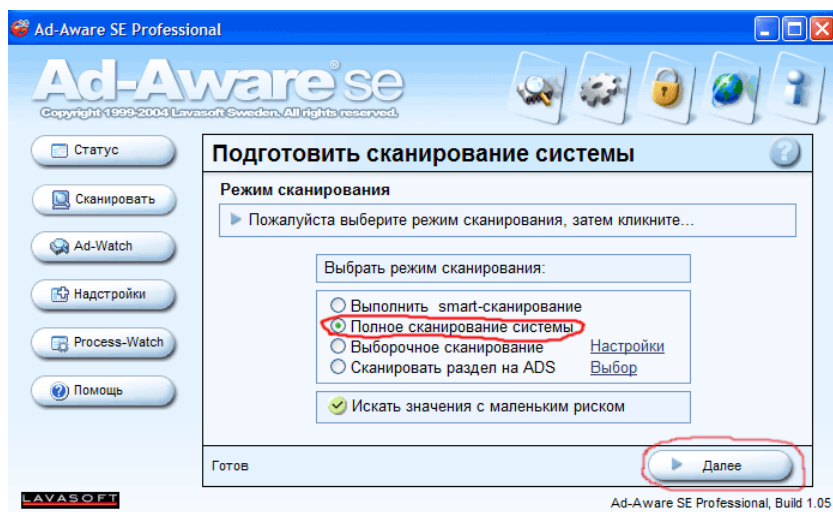 Ad-Aware SE Professional
Ad-Aware se
Copyright 1999-2004 Lavasoft Sweden. All rights reserved.
Статус
Сканировать
Ad-Watch
Надстройки
Process-Watch
Помощь
Подготовить сканирование системы
Режим сканирования
Пожалуйста выберите режим сканирования, затем кликните...
Выбрать режим сканирования:
Выполнить smart-сканирование
Полное сканирование системы
Выборочное сканирование Настройки
Сканировать раздел на ADS Выбор
Искать значения с маленьким риском
Готов
Далее
LAVASOFT
Ad-Aware SE Professional, Build 1.05